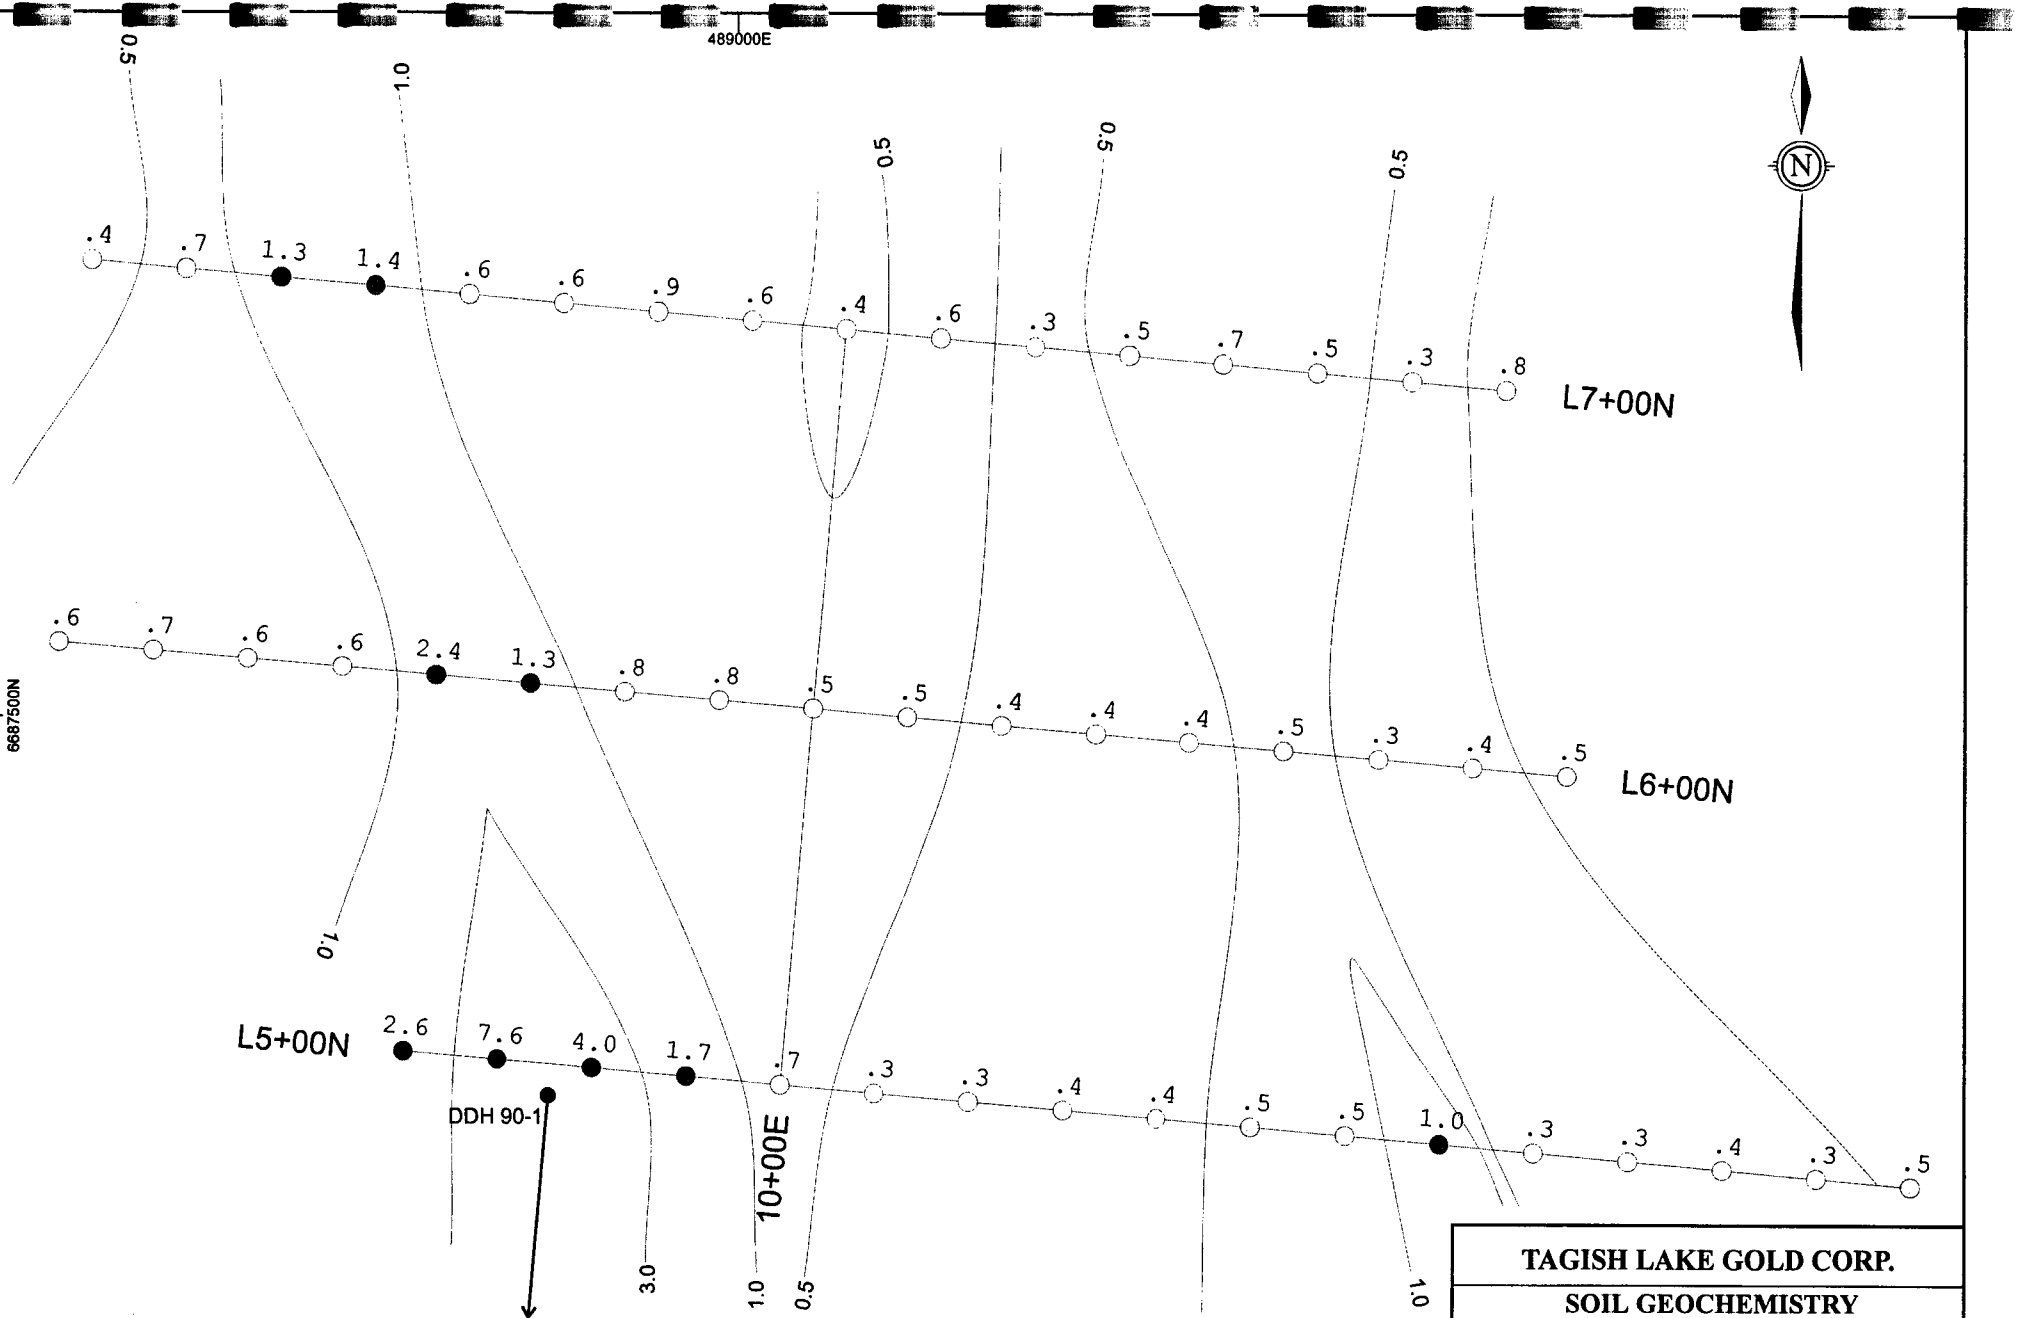 489000E
0.5
1.0
0.5
0.5
0.5
N
.4 .7 1.3 1.4 .6 .6 .9 .6 .4 .6 .3 .5 .7 .5 .3 .8
L7+00N
.6 .7 .6 .6 2.4 1.3 .8 .8 .5 .5 .4 .4 .4 .5 .3 .4 .5
L6+00N
6687500N
1.0
L5+00N
2.6 7.6 4.0 1.7 .7 .3 .3 .4 .4 .5 .5 1.0 .3 .3 .4 .3 .5
DDH 90-1
10+00E
3.0
1.0
0.5
1.0
TAGISH LAKE GOLD CORP.
SOIL GEOCHEMISTRY